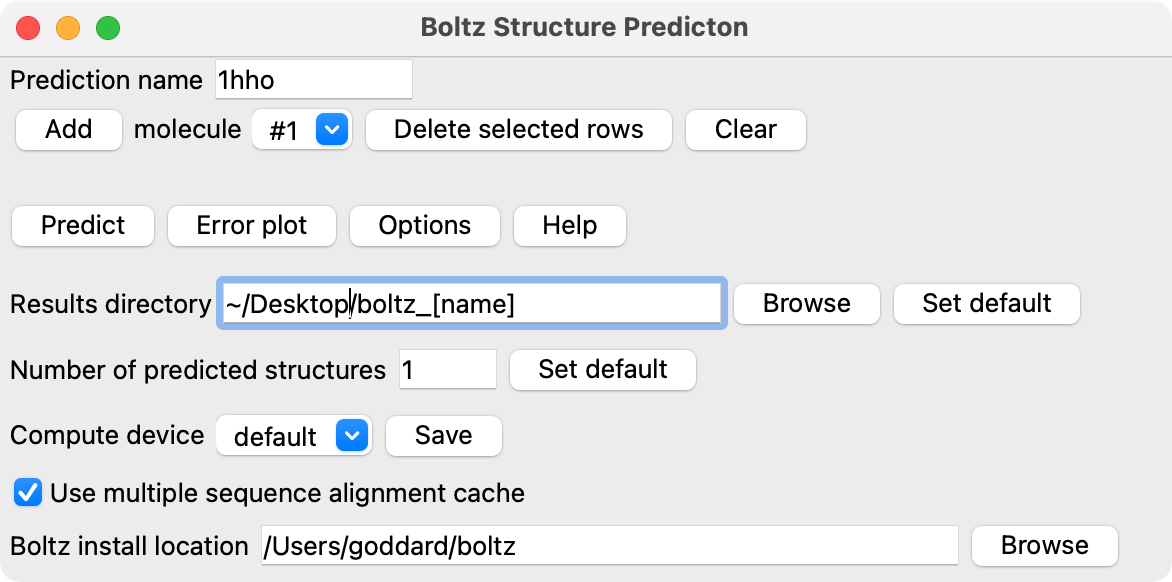 Boltz Structure Predicton
Prediction name 1hho
Add molecule #1 Delete selected rows Clear
Predict Error plot Options Help
Results directory ~/Desktop/boltz_[name] Browse Set default
Number of predicted structures 1 Set default
Compute device default Save
Use multiple sequence alignment cache
Boltz install location /Users/goddard/boltz Browse